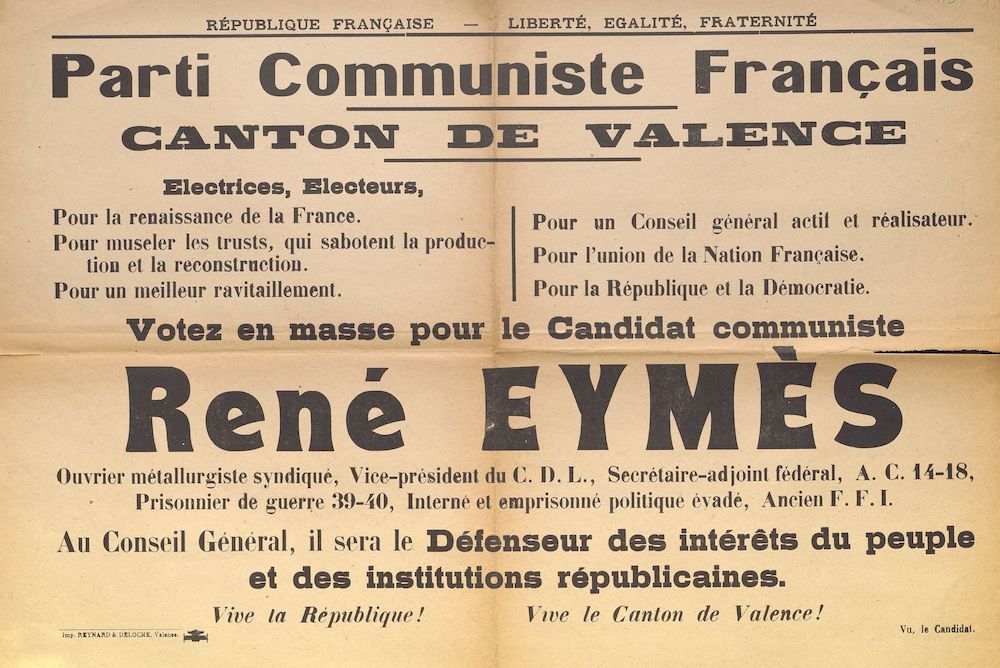 RÉPUBLIQUE FRANÇAISE — LIBERTÉ, EGALITÉ, FRATERNITÉ
Parti Communiste Français
CANTON DE VALENCE
Electrices, Electeurs,
Pour la renaissance de la France.
Pour museler les trusts, qui sabotent la produc-
tion et la reconstruction.
Pour un meilleur ravitaillement.
Pour un Conseil général actif et réalisateur.
Pour l'union de la Nation Française.
Pour la République et la Démocratie.
Votez en masse pour le Candidat communiste
René EYMÈS
Ouvrier métallurgiste syndiqué, Vice-président du C. D. L., Secrétaire-adjoint fédéral, A. C. 14-18,
Prisonnier de guerre 39-40, Interné et emprisonné politique évadé, Ancien F. F. I.
Au Conseil Général, il sera le Défenseur des intérêts du peuple
et des institutions républicaines.
Vive la République! Vive le Canton de Valence!
Imp. REYNARD & DELOCHE, Valence.
Vu, le Candidat.